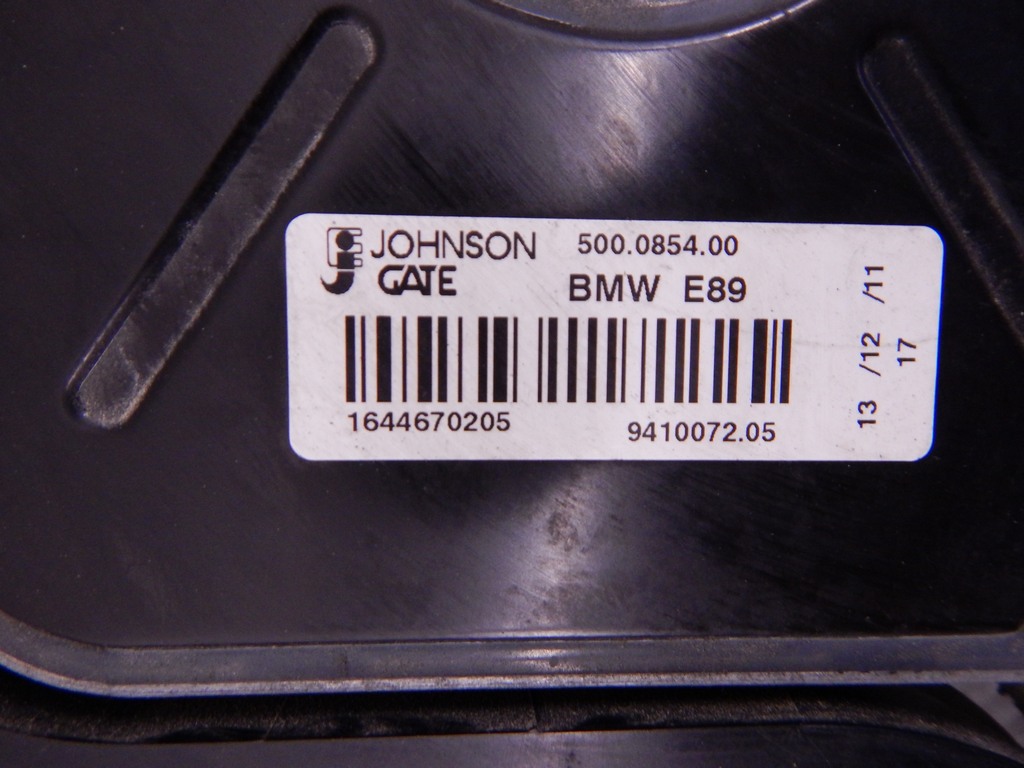 JOHNSON 500.0854.00
GATE BMW E89
1644670205 9410072.05
13 /12 /11
17